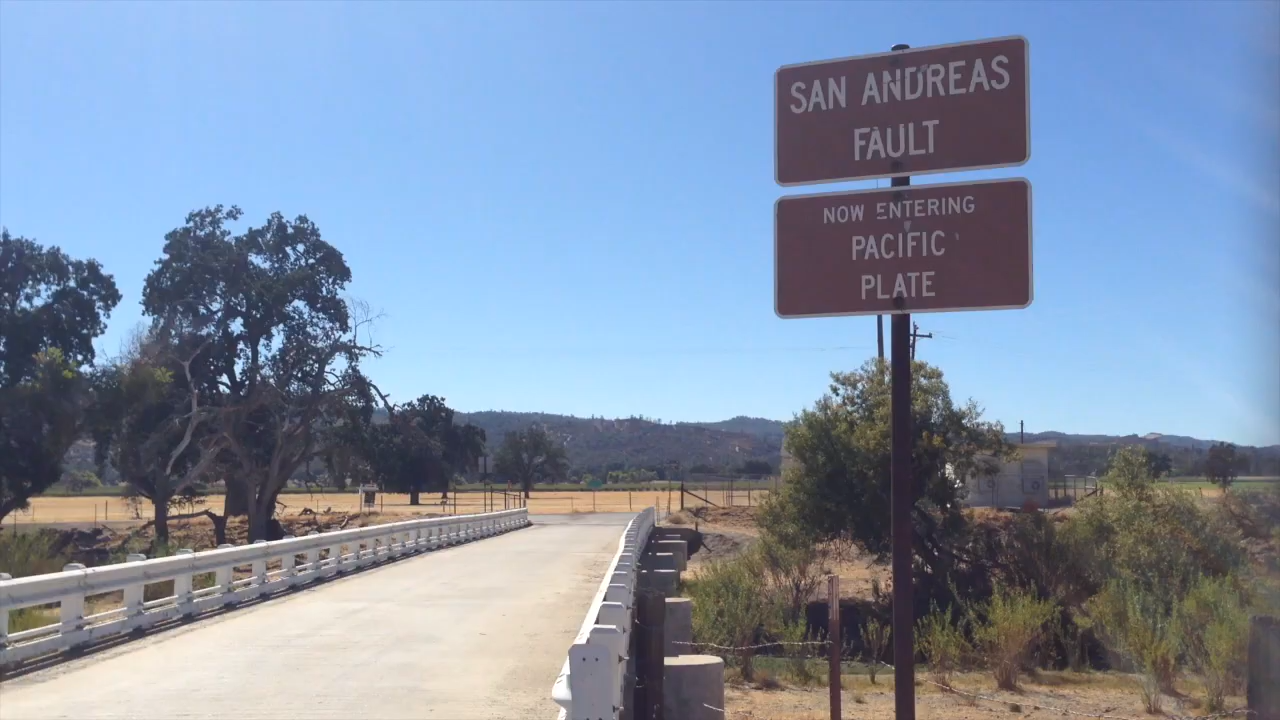 SAN ANDREAS
FAULT
NOW ENTERING
PACIFIC
PLATE